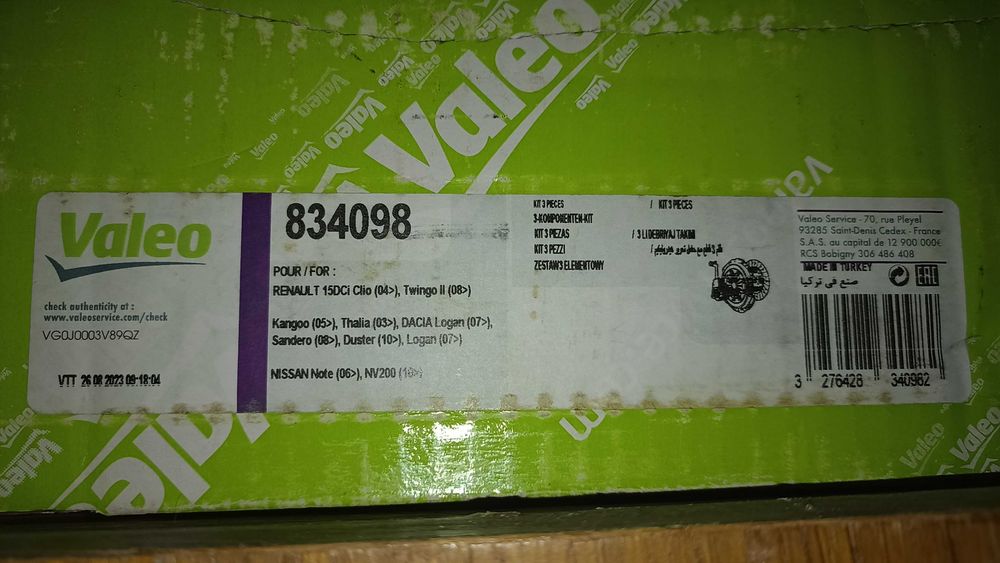 Valeo
Valeo
check authenticity at :
www.valeoservice.com/check
VG0J0003V89QZ
VTT 26 08 2023 09:18:04
834098
POUR / FOR :
RENAULT 15DCi Clio (04>), Twingo II (08>)
Kangoo (05>), Thalia (03>), DACIA Logan (07>),
Sandero (08>), Duster (10>), Logan (07>)
NISSAN Note (06>), NV200 (10>)
KIT 3 PIECES / KIT 3 PIECES
3-KOMPONENTEN-KIT
KIT 3 PIEZAS / 3 LIDEBRIYAJ TAKIMI
KIT 3 PEZZI /
ZESTAW 3 ELEMENTOWY
Valeo Service - 70, rue Pleyel
93285 Saint-Denis Cedex - France
S.A.S. au capital de 12 900 000€
RCS Bobigny 306 486 408
MADE IN TURKEY
صنع في تركيا
EAC
3 276428 340982